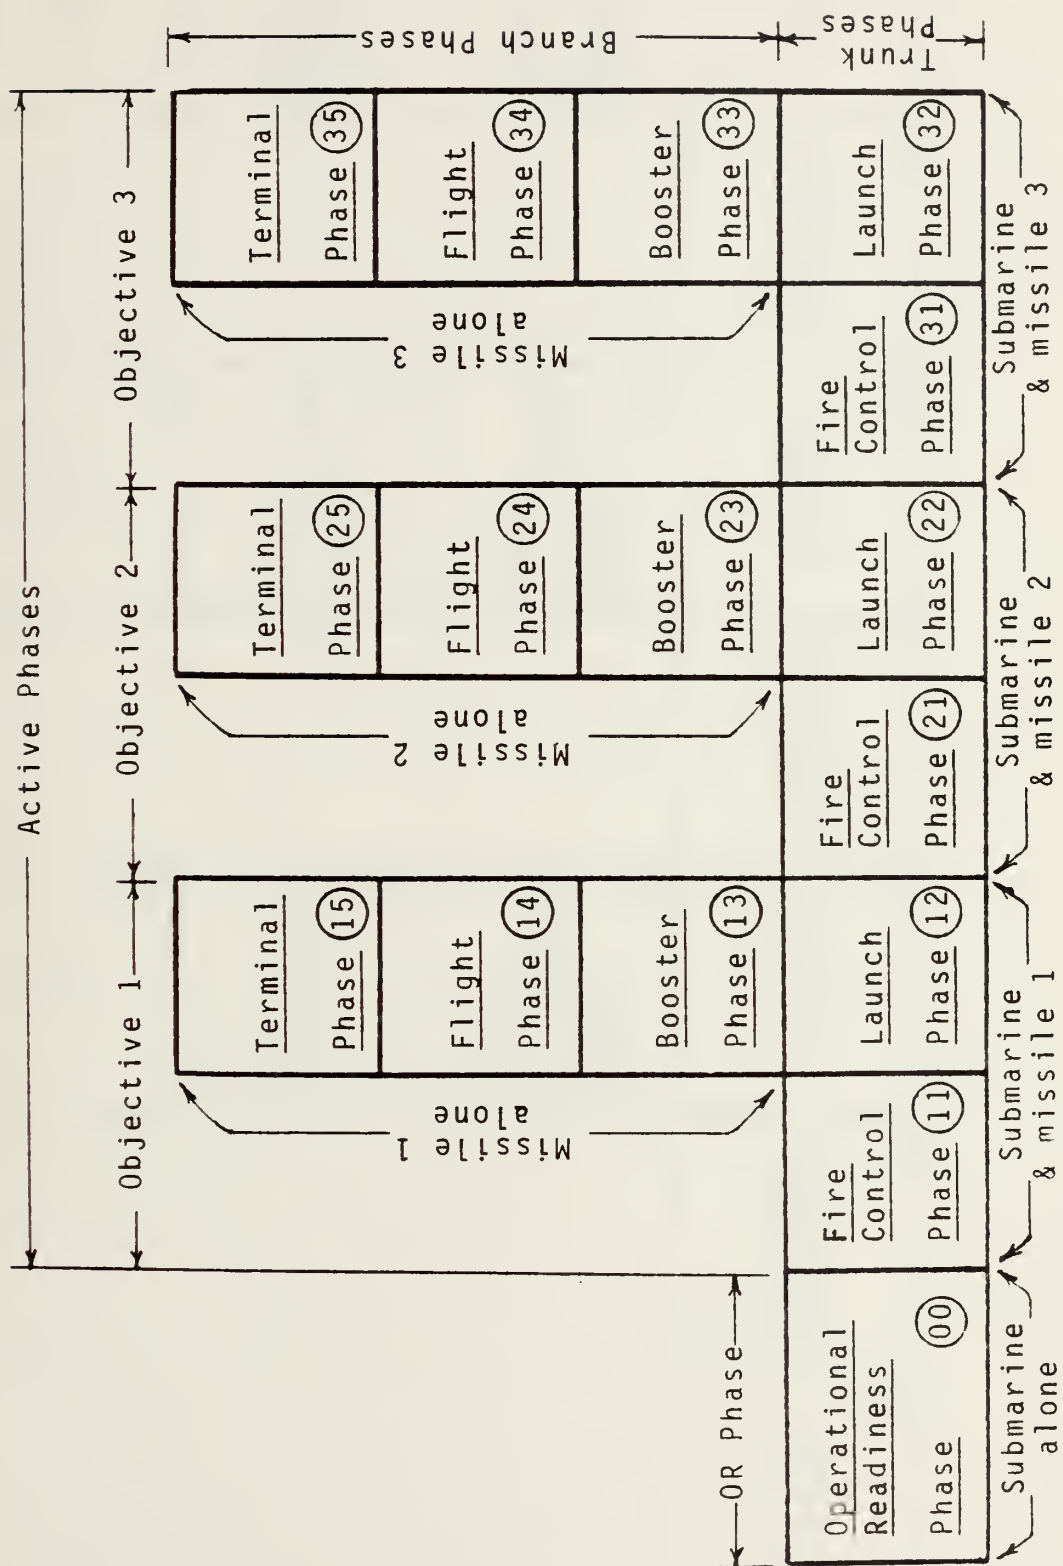 Active Phases
Objective 1
Objective 2
Objective 3
OR Phase
Terminal
Phase 15
Terminal
Phase 25
Terminal
Phase 35
Flight
Phase 14
Flight
Phase 24
Flight
Phase 34
Booster
Phase 13
Booster
Phase 23
Booster
Phase 33
Missile 1
alone
Missile 2
alone
Missile 3
alone
Branch Phases
Trunk
Phases
Operational
Readiness
Phase 00
Fire
Control
Phase 11
Launch
Phase 12
Fire
Control
Phase 21
Launch
Phase 22
Fire
Control
Phase 31
Launch
Phase 32
Submarine
alone
Submarine
& missile 1
Submarine
& missile 2
Submarine
& missile 3